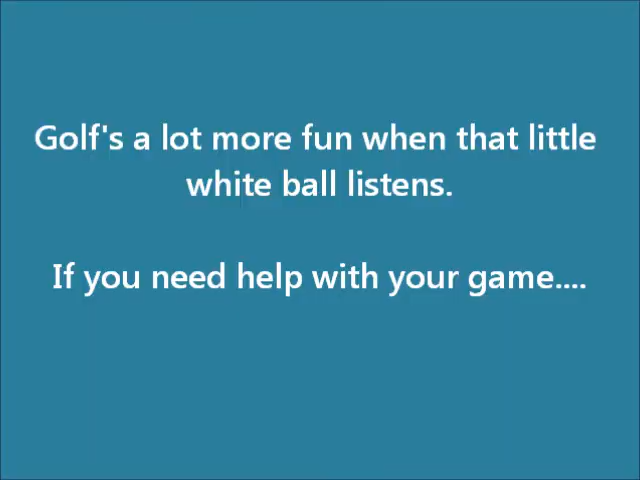 Golf's a lot more fun when that little
white ball listens.
If you need help with your game....